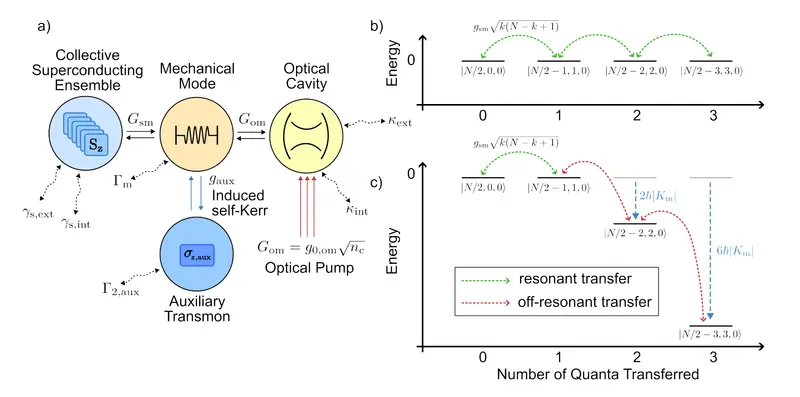 a)
Collective
Superconducting
Ensemble
Mechanical
Mode
Optical
Cavity
S_z
G_sm
G_om
κ_ext
Γ_m
g_aux
Induced
self-Kerr
κ_int
γ_s,ext
γ_s,int
G_om = g_0,om √n_c
Optical Pump
σ_z,aux
Γ_2,aux
Auxiliary
Transmon
b)
Energy
g_sm √k(N − k + 1)
0
|N/2, 0, 0⟩ |N/2 − 1, 1, 0⟩ |N/2 − 2, 2, 0⟩ |N/2 − 3, 3, 0⟩
0 1 2 3
c)
Energy
g_sm √k(N − k + 1)
0
|N/2, 0, 0⟩ |N/2 − 1, 1, 0⟩
2ħ|K_m|
|N/2 − 2, 2, 0⟩
6ħ|K_m|
resonant transfer
off-resonant transfer
|N/2 − 3, 3, 0⟩
0 1 2 3
Number of Quanta Transferred